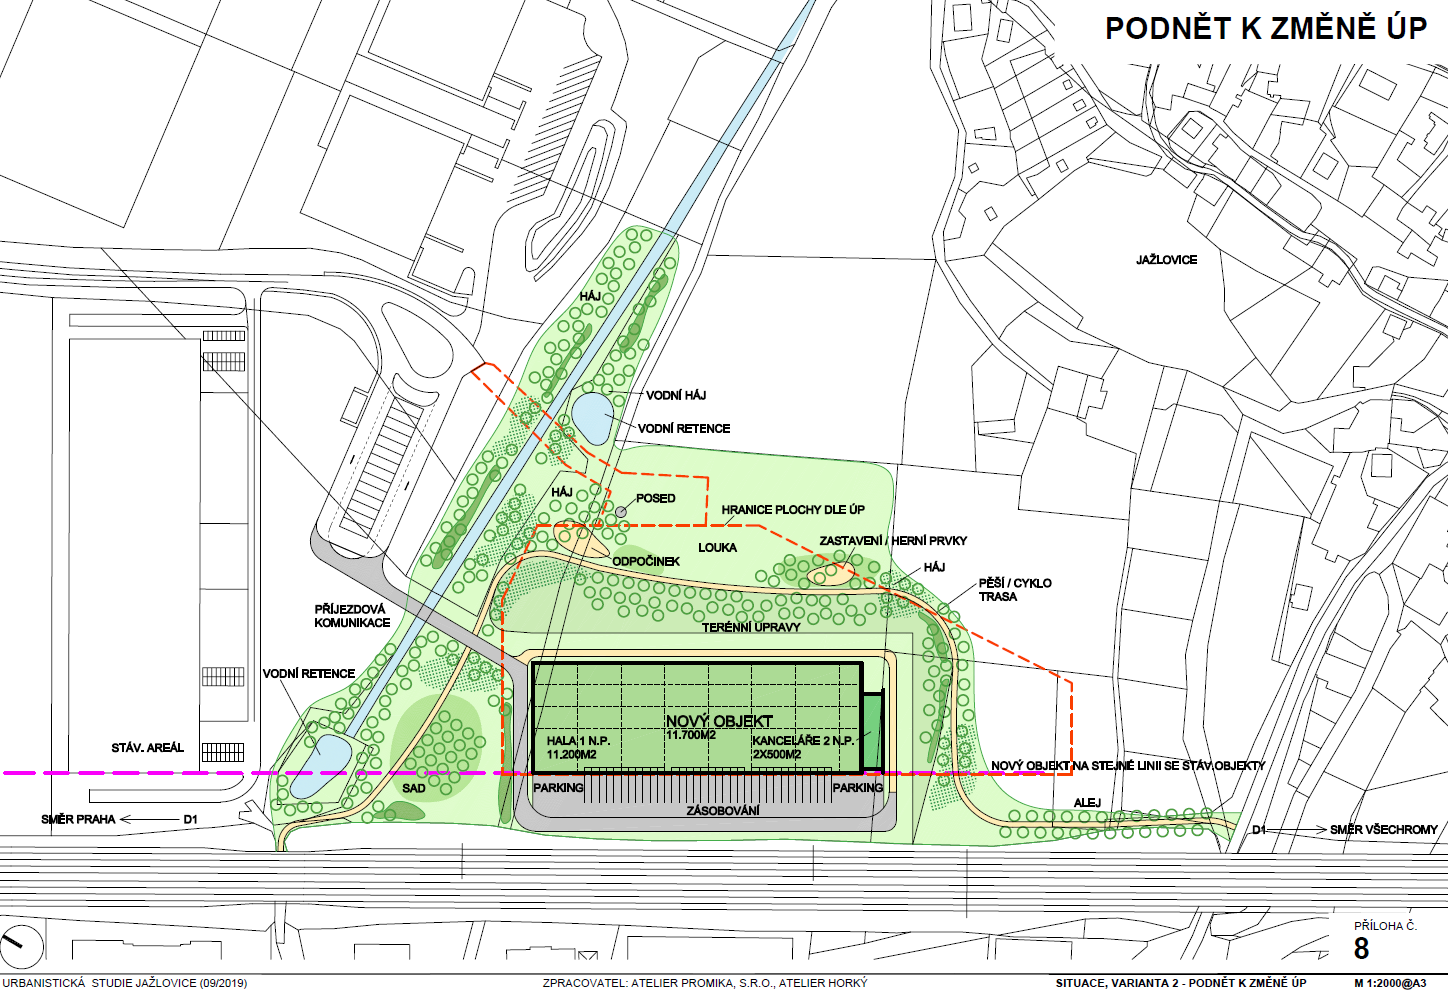 PODNĚT K ZMĚNĚ ÚP
JAŽLOVICE
HÁJ
VODNÍ HÁJ
VODNÍ RETENCE
HÁJ
POSED
HRANICE PLOCHY DLE ÚP
ZASTAVENÍ / HERNÍ PRVKY
LOUKA
ODPOČINEK
HÁJ
PĚŠÍ / CYKLO
TRASA
PŘÍJEZDOVÁ
KOMUNIKACE
TERÉNNÍ ÚPRAVY
VODNÍ RETENCE
NOVÝ OBJEKT
11.700M2
HALA 1 N.P.
11.200M2
KANCELÁŘE 2 N.P.
2X500M2
STÁV. AREÁL
NOVÝ OBJEKT NA STEJNÉ LINII SE STÁV.OBJEKTY
SAD
PARKING
PARKING
ZÁSOBOVÁNÍ
ALEJ
SMĚR PRAHA
D1
D1
SMĚR VŠECHROMY
PŘÍLOHA Č.
8
URBANISTICKÁ STUDIE JAŽLOVICE (09/2019)
ZPRACOVATEL: ATELIER PROMIKA, S.R.O., ATELIER HORKÝ
SITUACE, VARIANTA 2 - PODNĚT K ZMĚNĚ ÚP
M 1:2000@A3